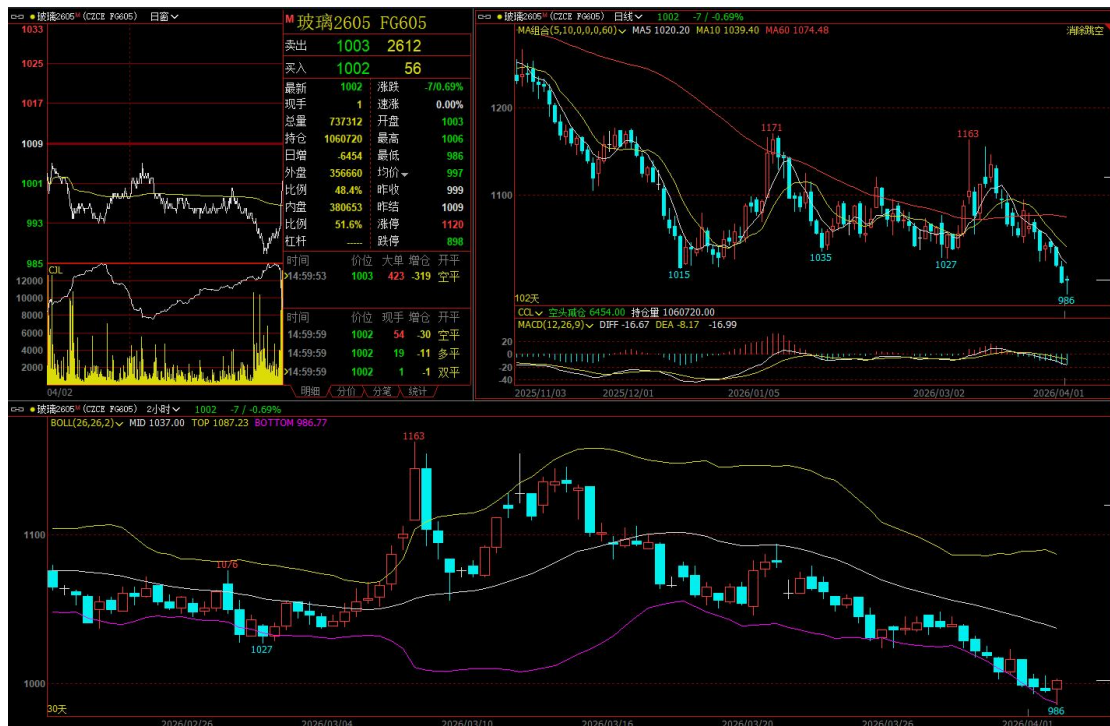 玻璃2605 M (CZCE FG605) 日窗
1033
1025
1017
1009
1001
993
985
CJL
12000
10000
8000
6000
4000
2000
04/02
M 玻璃2605 FG605
卖出 1003 2612
买入 1002 56
最新 1002 涨跌 -7/0.69%
现手 1 速涨 0.00%
总量 737312 开盘 1003
持仓 1060720 最高 1006
日增 -6454 最低 986
外盘 356660 均价 997
比例 48.4% 昨收 999
内盘 380653 昨结 1009
比例 51.6% 涨停 1120
杠杆 ----- 跌停 898
时间 价位 大单 增仓 开平
14:59:53 1003 423 -319 空平
时间 价位 现手 增仓 开平
14:59:59 1002 54 -30 空平
14:59:59 1002 19 -11 多平
14:59:59 1002 1 -1 双平
明细 分价 分笔 统计
玻璃2605 M (CZCE FG605) 日线 1002 -7 / -0.69%
MA组合(5,10,0,0,0,60) MA5 1020.20 MA10 1039.40 MA60 1074.48 消除跳空
1200
1171
1163
1100
1015
1035
1027
986
102天
CCL 空头减仓 6454.00 持仓量 1060720.00
MACD(12,26,9) DIFF -16.67 DEA -8.17 -16.99
20
0
-20
-40
2025/11/03 2025/12/01 2026/01/05 2026/03/02 2026/04/01
玻璃2605 M (CZCE FG605) 2小时 1002 -7 / -0.69%
BOLL(26,26,2) MID 1037.00 TOP 1087.23 BOTTOM 986.77
1163
1100
1076
1027
1000
986
30天
2026/02/26 2026/03/04 2026/03/10 2026/03/16 2026/03/20 2026/03/26 2026/04/01